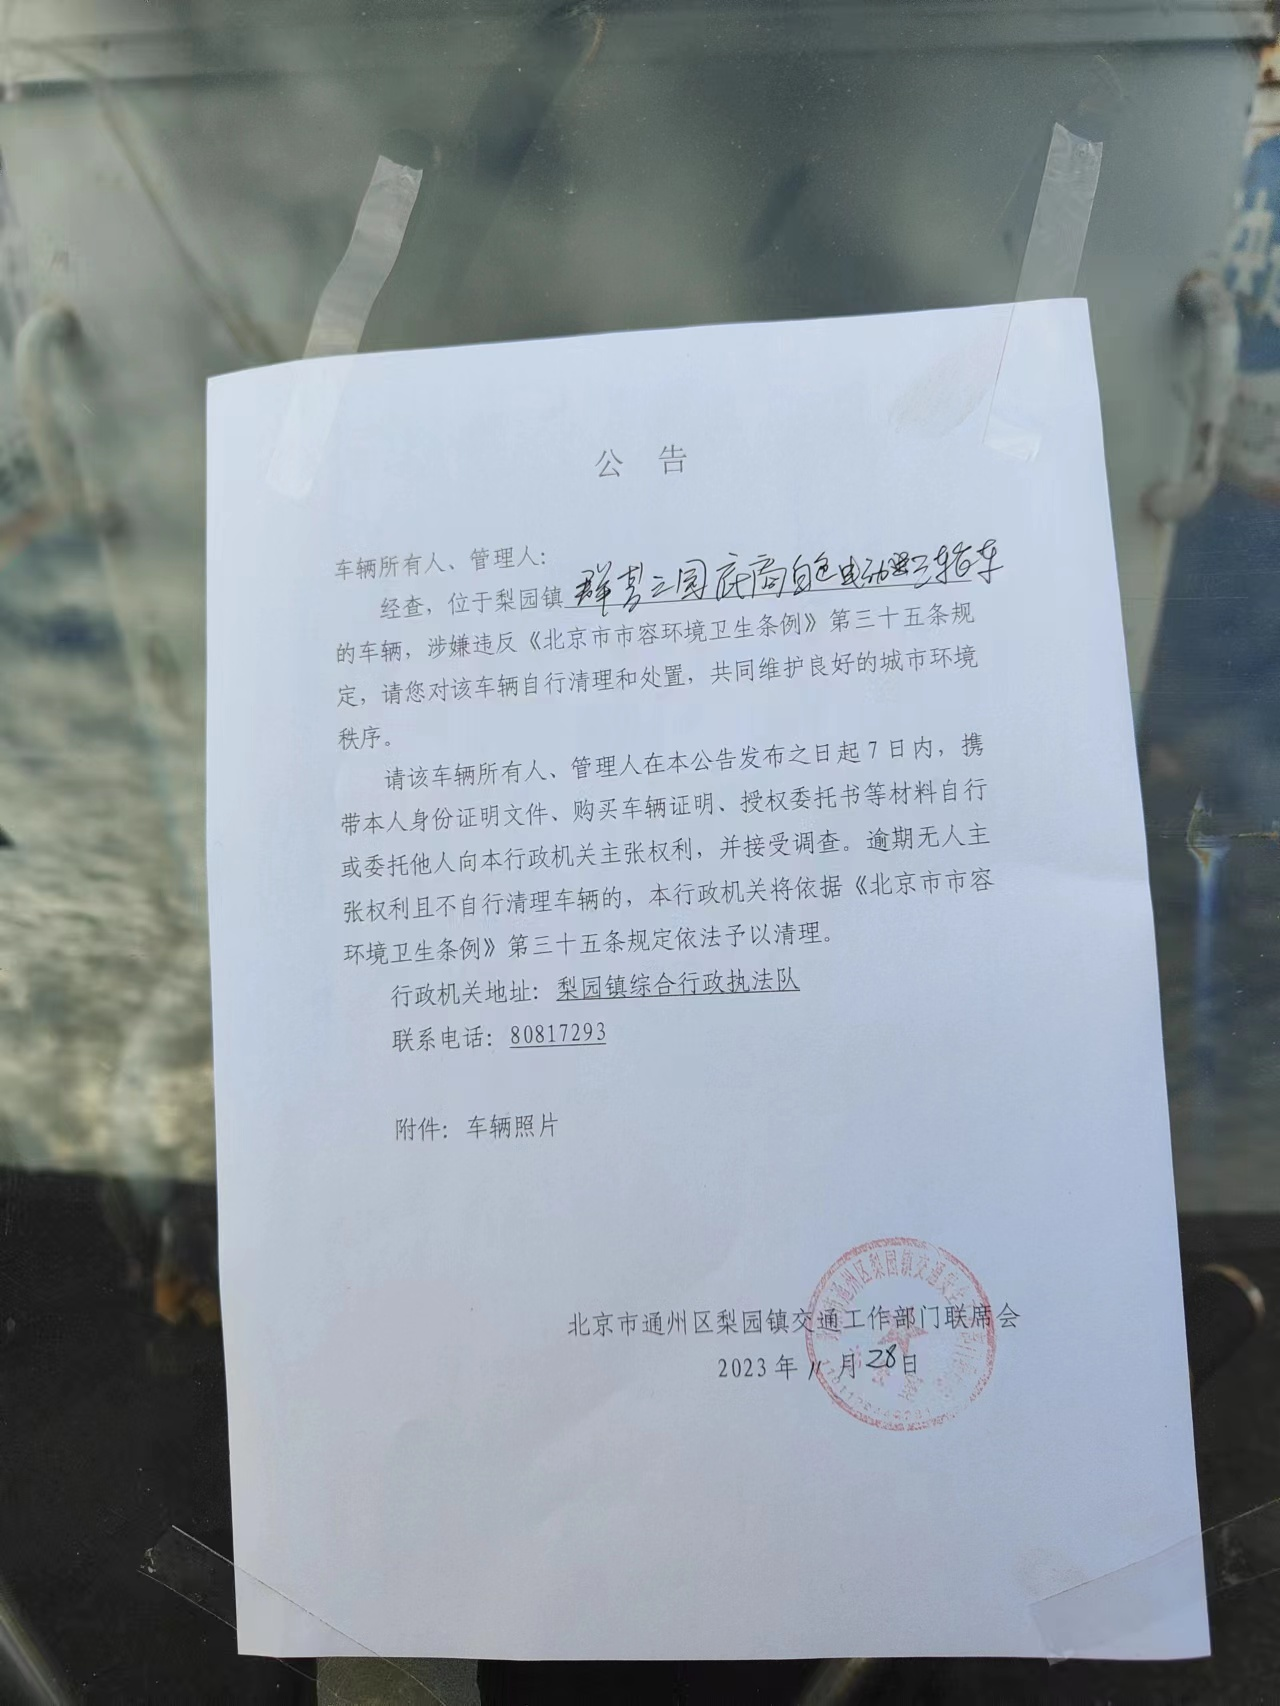 公 告
车辆所有人、管理人：
经查，位于梨园镇 群芳三园 白色电动三轮车
的车辆，涉嫌违反《北京市市容环境卫生条例》第三十五条规
定，请您对该车辆自行清理和处置，共同维护良好的城市环境
秩序。
请该车辆所有人、管理人在本公告发布之日起7日内，携
带本人身份证明文件、购买车辆证明、授权委托书等材料自行
或委托他人向本行政机关主张权利，并接受调查。逾期无人主
张权利且不自行清理车辆的，本行政机关将依据《北京市市容
环境卫生条例》第三十五条规定依法予以清理。
行政机关地址：梨园镇综合行政执法队
联系电话：80817293
附件：车辆照片
北京市通州区梨园镇交通工作部门联席会
2023年11月28日